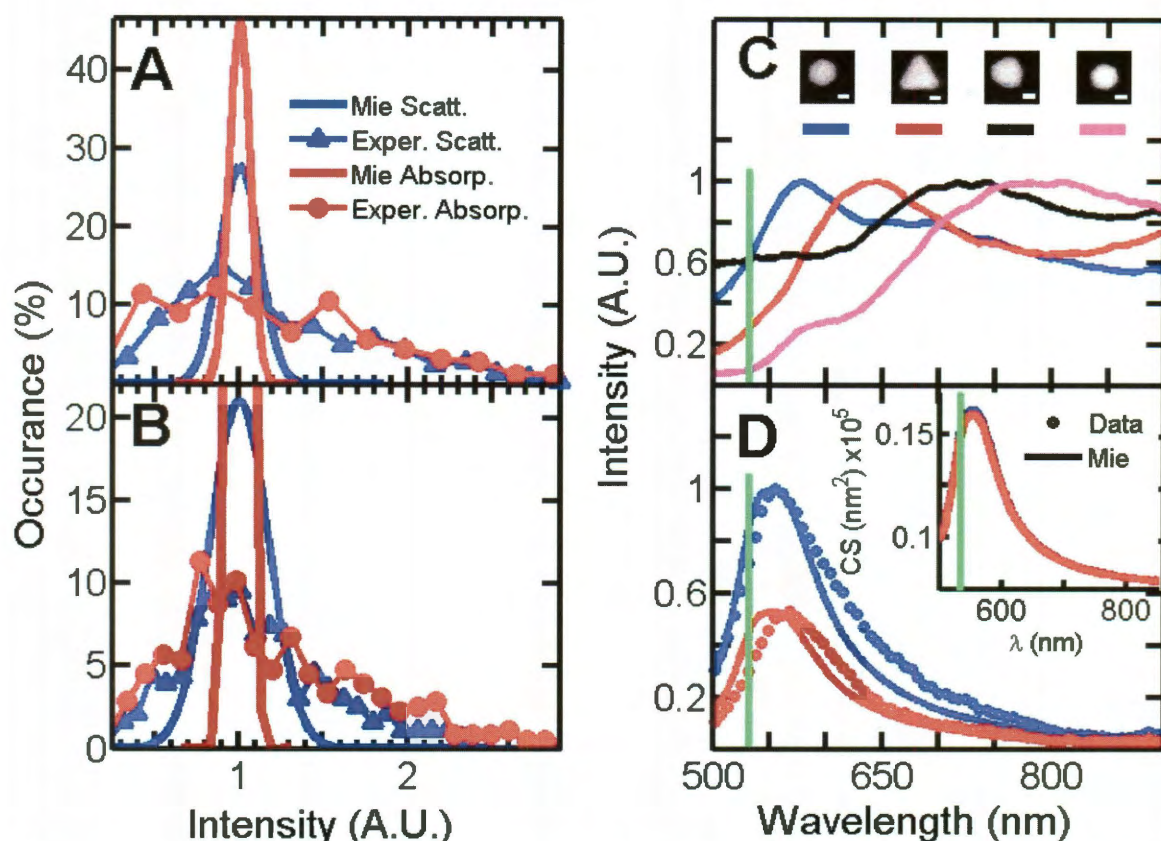 A
40
30
20
10
Mie Scatt.
Exper. Scatt.
Mie Absorp.
Exper. Absorp.
B
20
15
10
5
0
1
2
Occurance (%)
Intensity (A.U.)
C
1
0.6
0.2
Intensity (A.U.)
D
1
0.6
0.2
500
650
800
Wavelength (nm)
CS (nm²) x10⁵
0.15
0.1
Data
Mie
600
800
λ (nm)